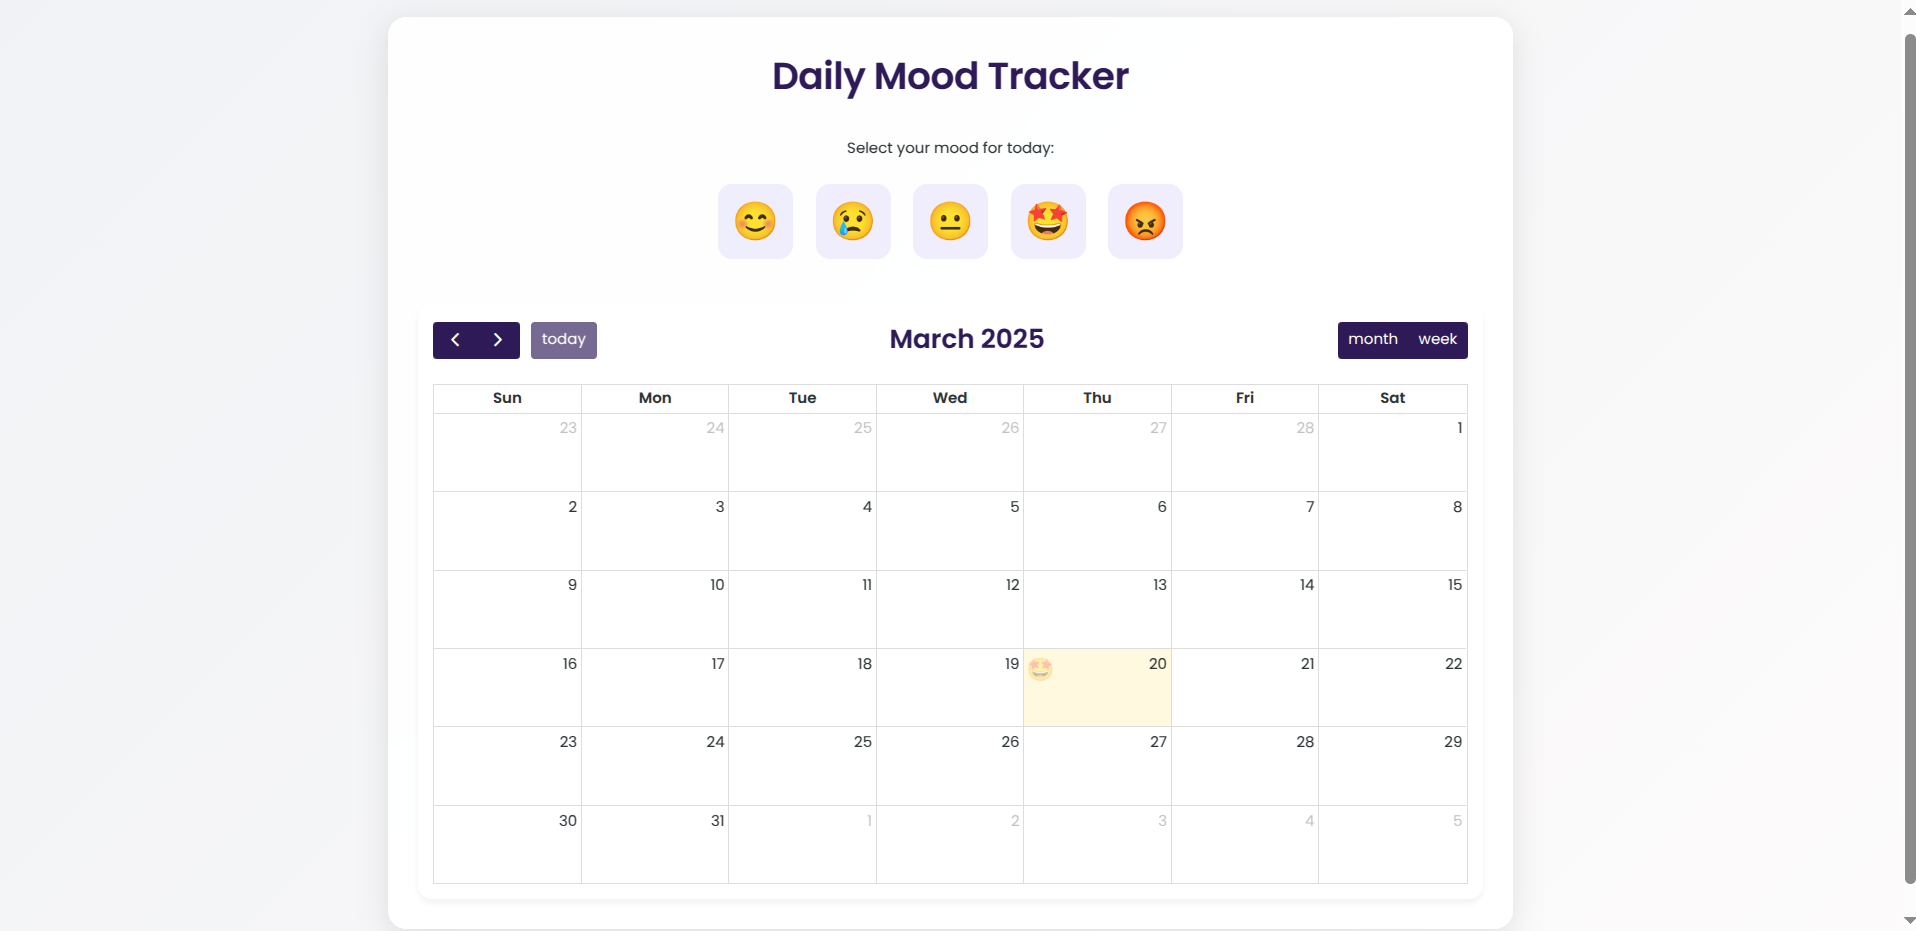 Daily Mood Tracker
Select your mood for today:
today
March 2025
month week
Sun Mon Tue Wed Thu Fri Sat
23 24 25 26 27 28 1
2 3 4 5 6 7 8
9 10 11 12 13 14 15
16 17 18 19 20 21 22
23 24 25 26 27 28 29
30 31 1 2 3 4 5